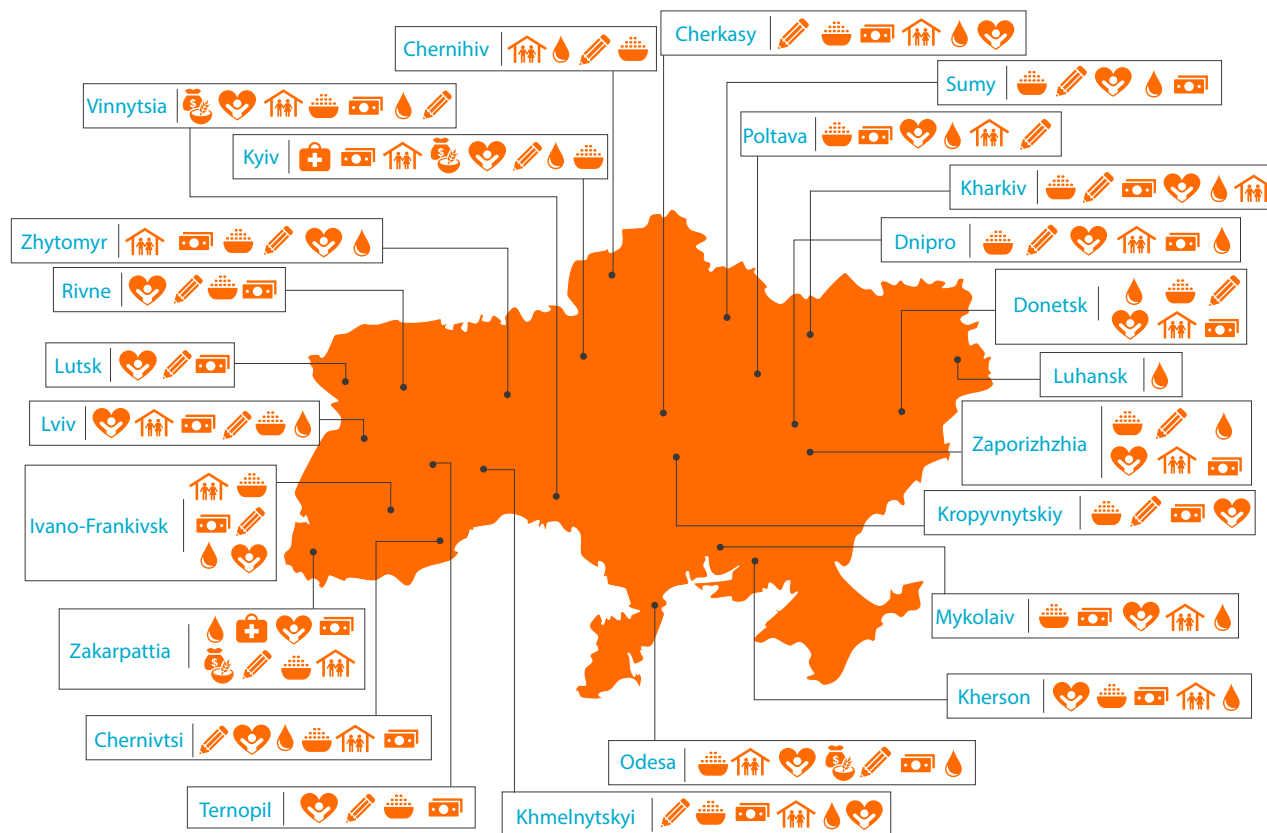 Chernihiv
Cherkasy
Sumy
Vinnytsia
Poltava
Kyiv
Kharkiv
Zhytomyr
Dnipro
Rivne
Donetsk
Lutsk
Luhansk
Lviv
Zaporizhzhia
Ivano-Frankivsk
Kropyvnytskiy
Mykolaiv
Zakarpattia
Kherson
Chernivtsi
Odesa
Ternopil
Khmelnytskyi